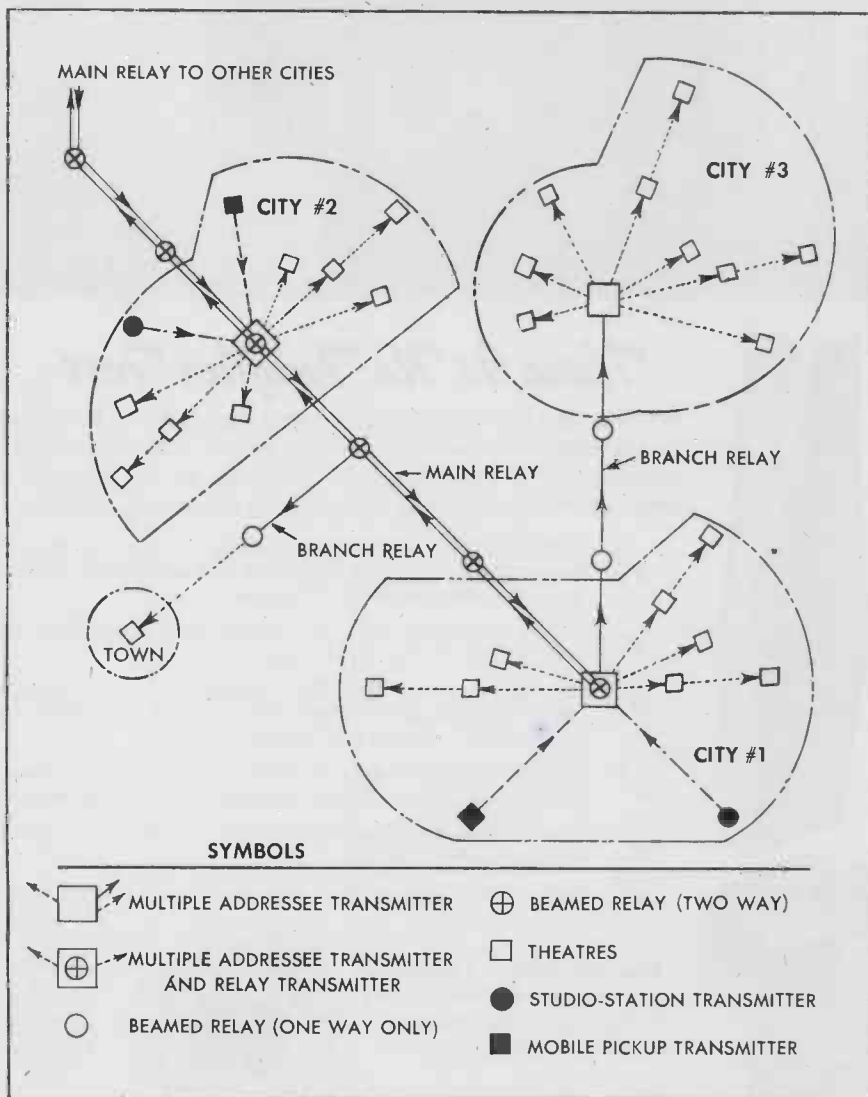 MAIN RELAY TO OTHER CITIES
CITY #2
CITY #3
MAIN RELAY
BRANCH RELAY
BRANCH RELAY
TOWN
CITY #1
SYMBOLS
MULTIPLE ADDRESSEE TRANSMITTER
MULTIPLE ADDRESSEE TRANSMITTER
AND RELAY TRANSMITTER
BEAMED RELAY (ONE WAY ONLY)
BEAMED RELAY (TWO WAY)
THEATRES
STUDIO-STATION TRANSMITTER
MOBILE PICKUP TRANSMITTER